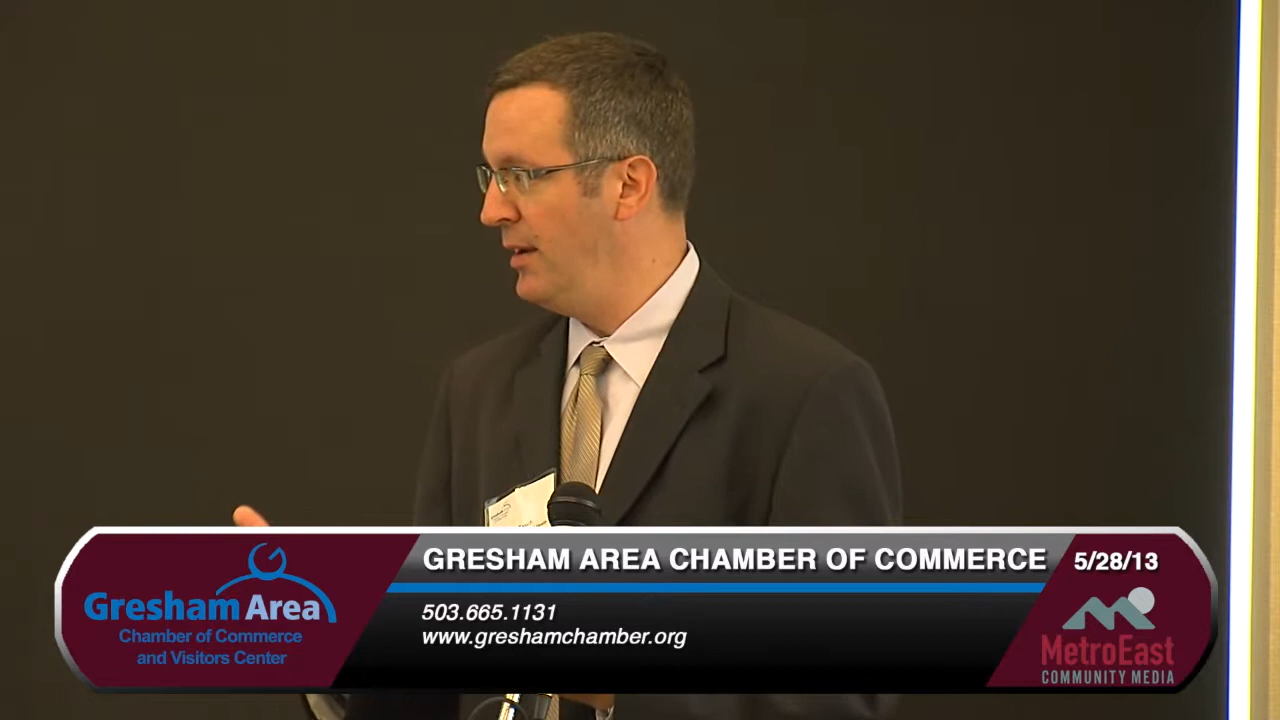 Gresham
GRESHAM AREA CHAMBER OF COMMERCE
5/28/13
503.665.1131
www.greshamchamber.org
Gresham Area
Chamber of Commerce
and Visitors Center
MetroEast
COMMUNITY MEDIA